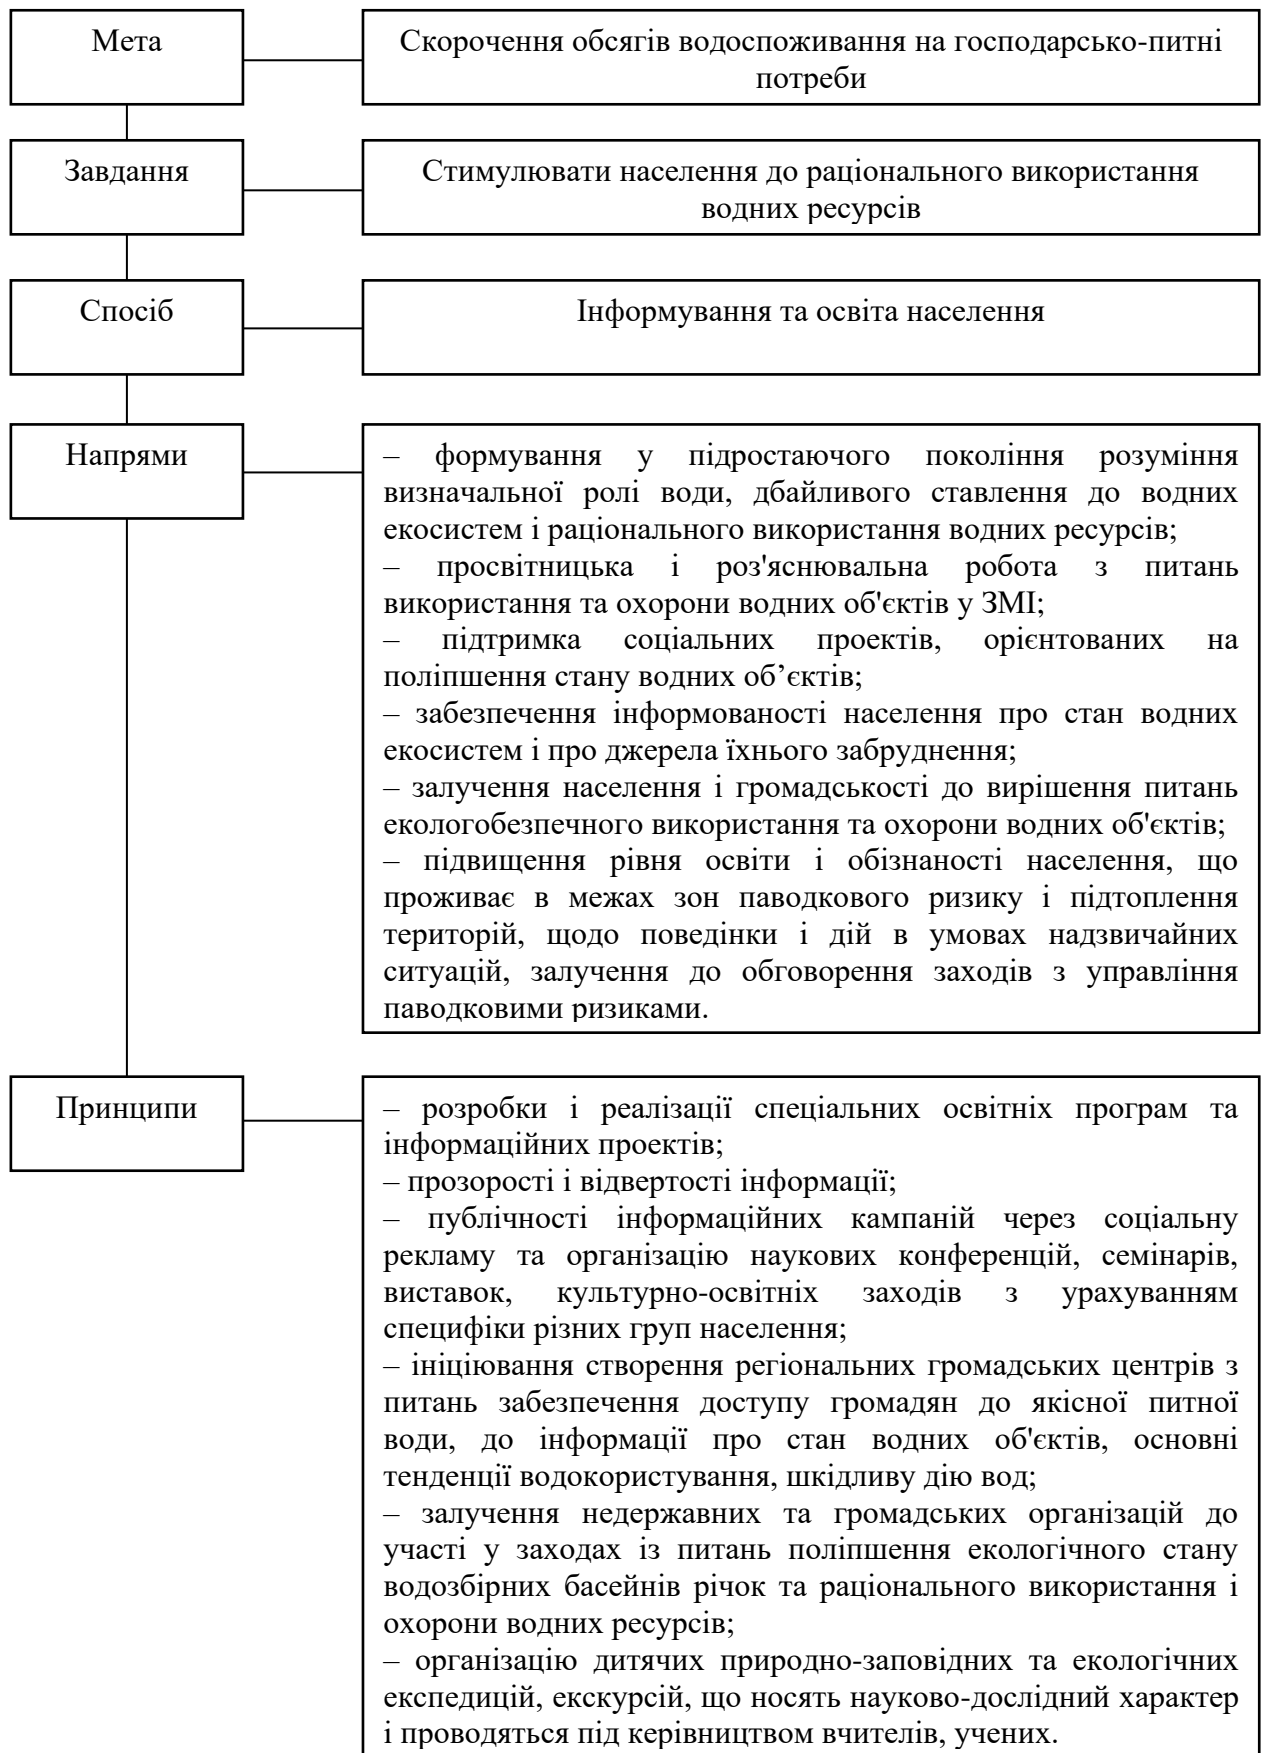 Мета
Скорочення обсягів водоспоживання на господарсько-питні
потреби
Завдання
Стимулювати населення до раціонального використання
водних ресурсів
Спосіб
Інформування та освіта населення
Напрями
– формування у підростаючого покоління розуміння
визначальної ролі води, дбайливого ставлення до водних
екосистем і раціонального використання водних ресурсів;
– просвітницька і роз'яснювальна робота з питань
використання та охорони водних об'єктів у ЗМІ;
– підтримка соціальних проектів, орієнтованих на
поліпшення стану водних об’єктів;
– забезпечення інформованості населення про стан водних
екосистем і про джерела їхнього забруднення;
– залучення населення і громадськості до вирішення питань
екологобезпечного використання та охорони водних об'єктів;
– підвищення рівня освіти і обізнаності населення, що
проживає в межах зон паводкового ризику і підтоплення
територій, щодо поведінки і дій в умовах надзвичайних
ситуацій, залучення до обговорення заходів з управління
паводковими ризиками.
Принципи
– розробки і реалізації спеціальних освітніх програм та
інформаційних проектів;
– прозорості і відвертості інформації;
– публічності інформаційних кампаній через соціальну
рекламу та організацію наукових конференцій, семінарів,
виставок, культурно-освітніх заходів з урахуванням
специфіки різних груп населення;
– ініціювання створення регіональних громадських центрів з
питань забезпечення доступу громадян до якісної питної
води, до інформації про стан водних об'єктів, основні
тенденції водокористування, шкідливу дію вод;
– залучення недержавних та громадських організацій до
участі у заходах із питань поліпшення екологічного стану
водозбірних басейнів річок та раціонального використання і
охорони водних ресурсів;
– організацію дитячих природно-заповідних та екологічних
експедицій, екскурсій, що носять науково-дослідний характер
і проводяться під керівництвом вчителів, учених.